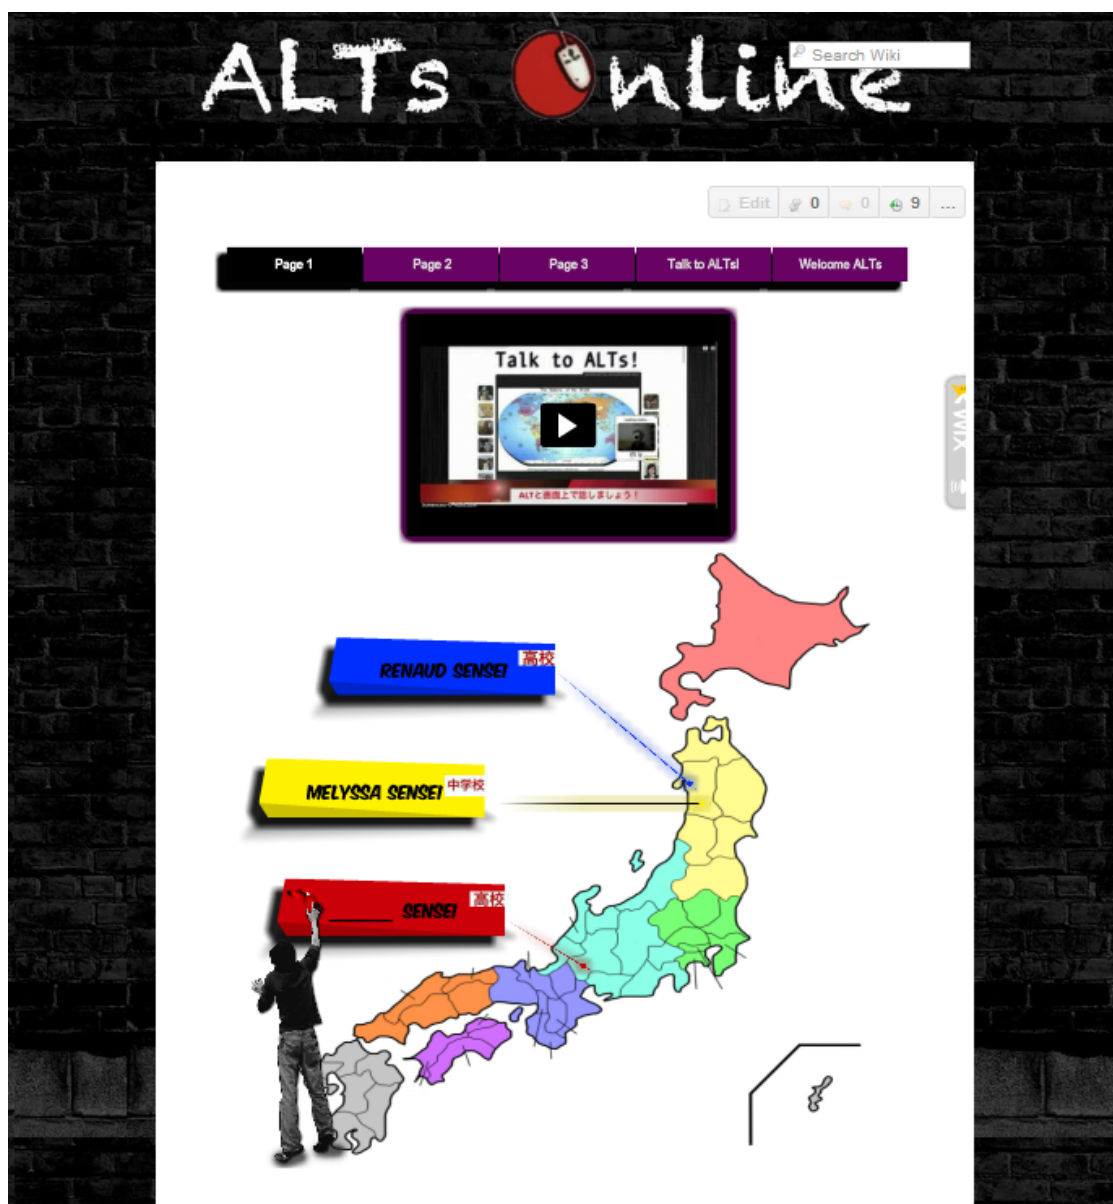 ALTs Online
Search Wiki
Edit 0 0 9 ...
Page 1 Page 2 Page 3 Talk to ALTs! Welcome ALTs
Talk to ALTs!
ALTと画面上で話しましょう！
WIX
RENAUD SENSEI 高校
MELYSSA SENSEI 中学校
______ SENSEI 高校